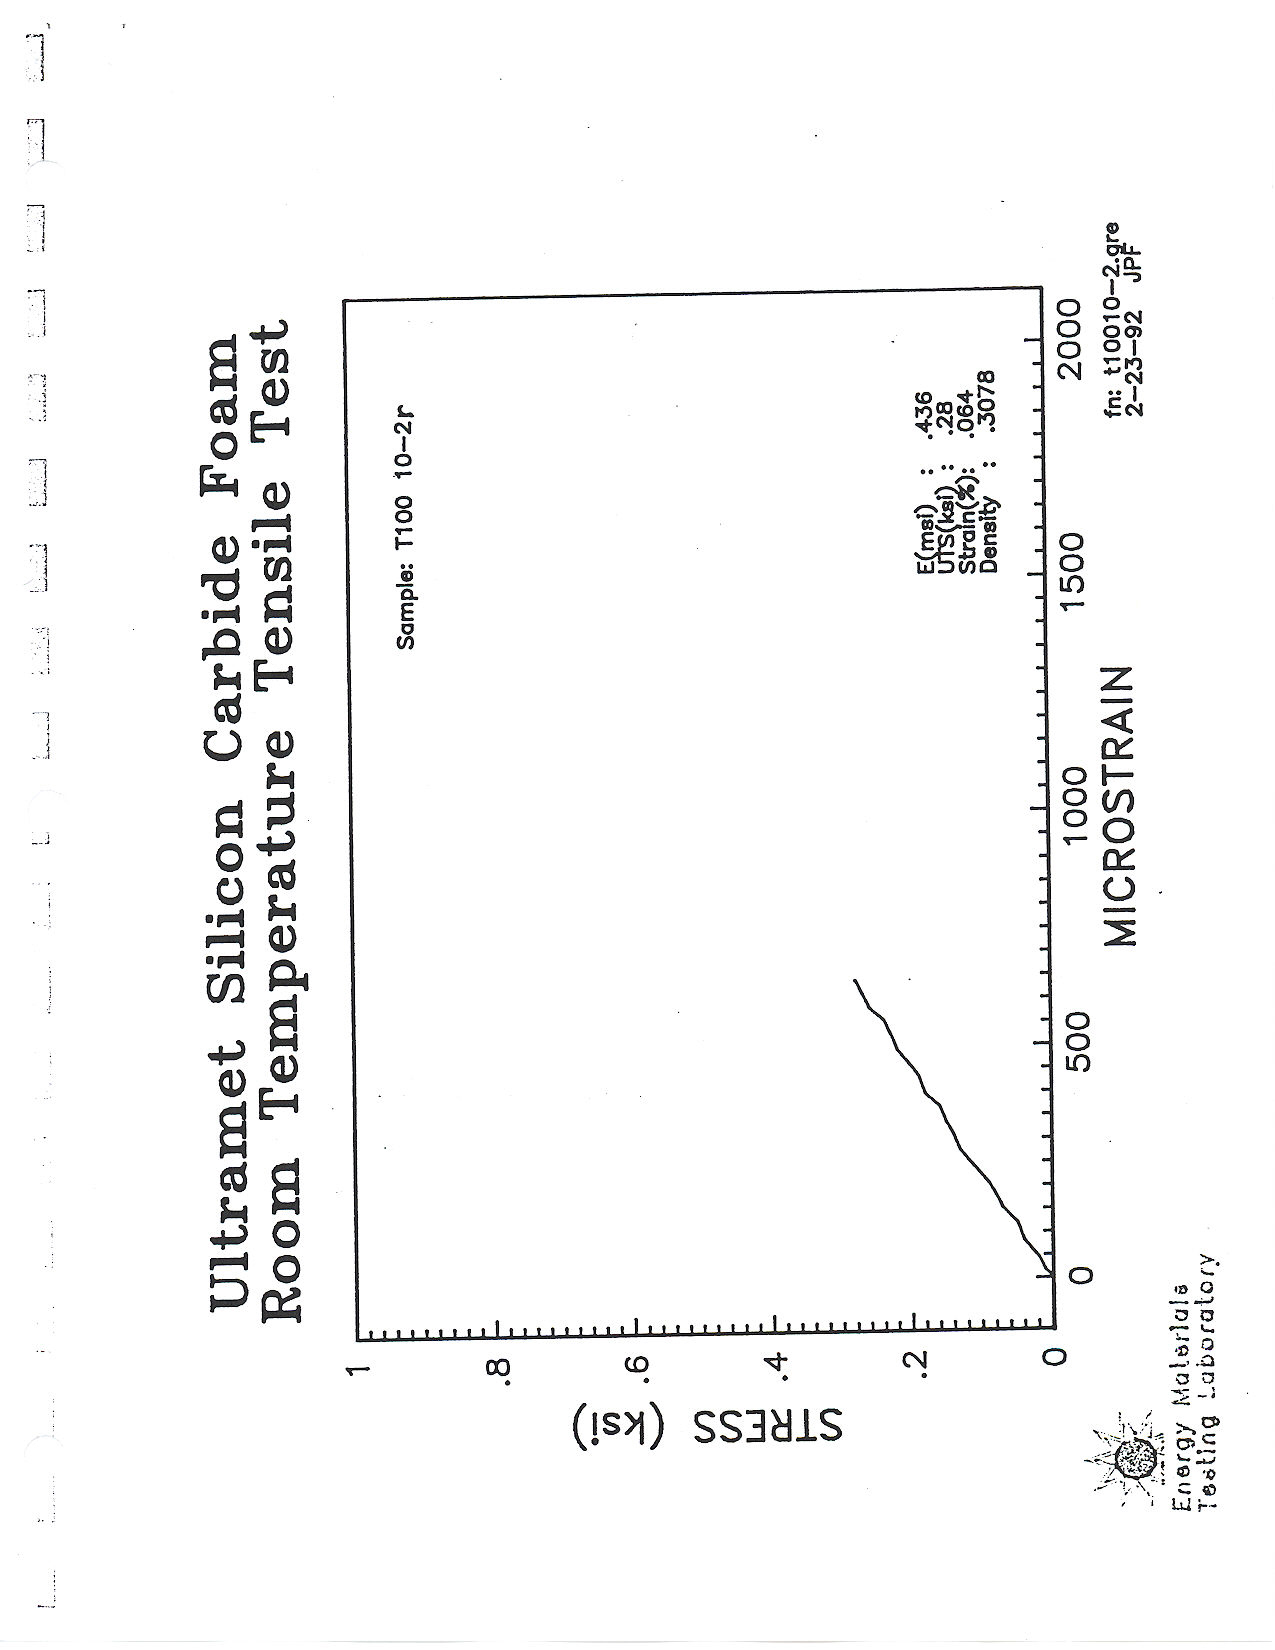 Ultramet Silicon Carbide Foam
Room Temperature Tensile Test
Sample: T100 10-2r
E(msi) : .436
UTS(ksi) : .28
Strain(%): .064
Density : .3078
STRESS (ksi)
1
.8
.6
.4
.2
0
0
500
1000
1500
2000
MICROSTRAIN
fn: t10010-2.gre
2-23-92 JPF
Energy Materials
Testing Laboratory